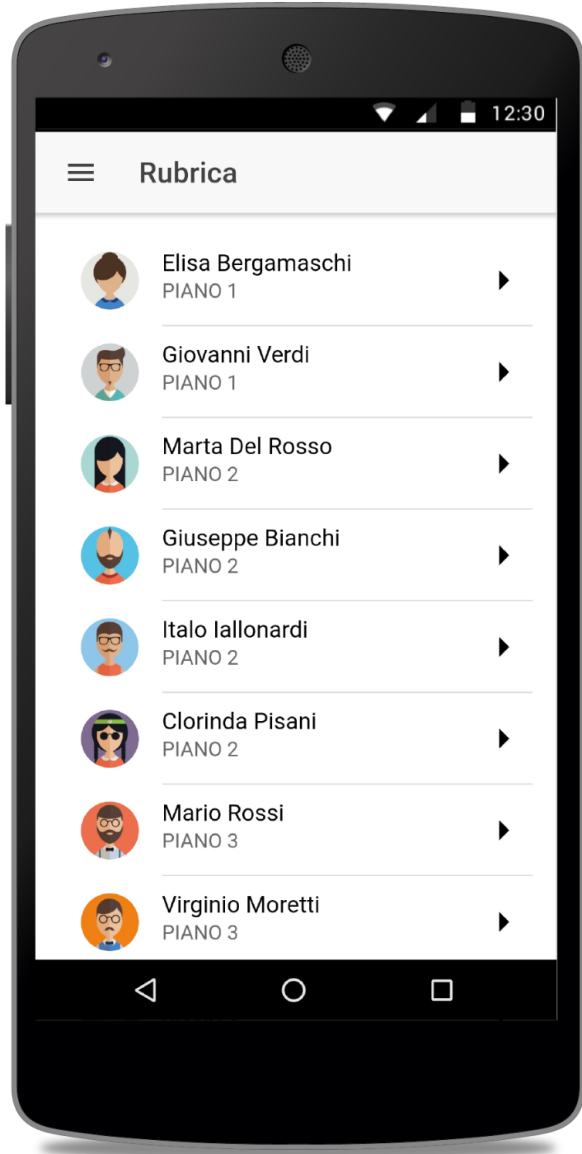 12:30
Rubrica
Elisa Bergamaschi
PIANO 1
Giovanni Verdi
PIANO 1
Marta Del Rosso
PIANO 2
Giuseppe Bianchi
PIANO 2
Italo Iallonardi
PIANO 2
Clorinda Pisani
PIANO 2
Mario Rossi
PIANO 3
Virginio Moretti
PIANO 3